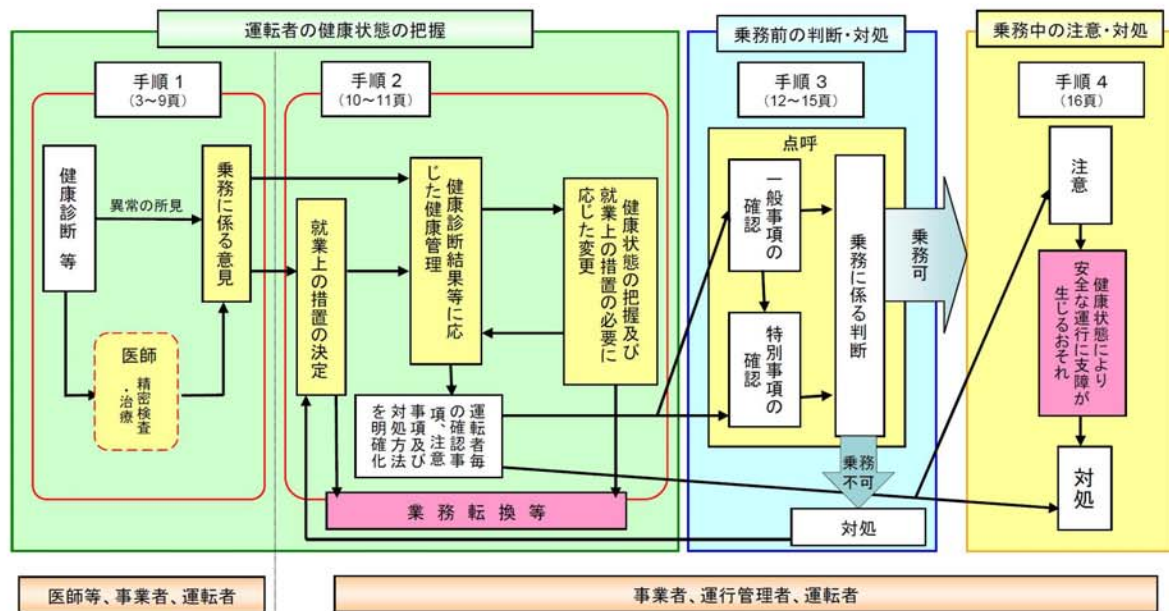 運転者の健康状態の把握
手順 1
(3~9頁)
健康診断 等
異常の所見
医師
精密検査
・治療
乗務に係る意見
手順 2
(10~11頁)
就業上の措置の決定
健康診断結果等に応
じた健康管理
健康状態の把握及び
就業上の措置の必要に
応じた変更
運転者毎
の確認事
項、注意
事項及び
対処方法
を明確化
業 務 転 換 等
乗務前の判断・対処
手順 3
(12~15頁)
点呼
一般事項の
確認
特別事項の
確認
乗務に係る判断
乗務可
乗務
不可
対処
乗務中の注意・対処
手順 4
(16頁)
注意
健康状態により
安全な運行に支障が
生じるおそれ
対処
医師等、事業者、運転者
事業者、運行管理者、運転者